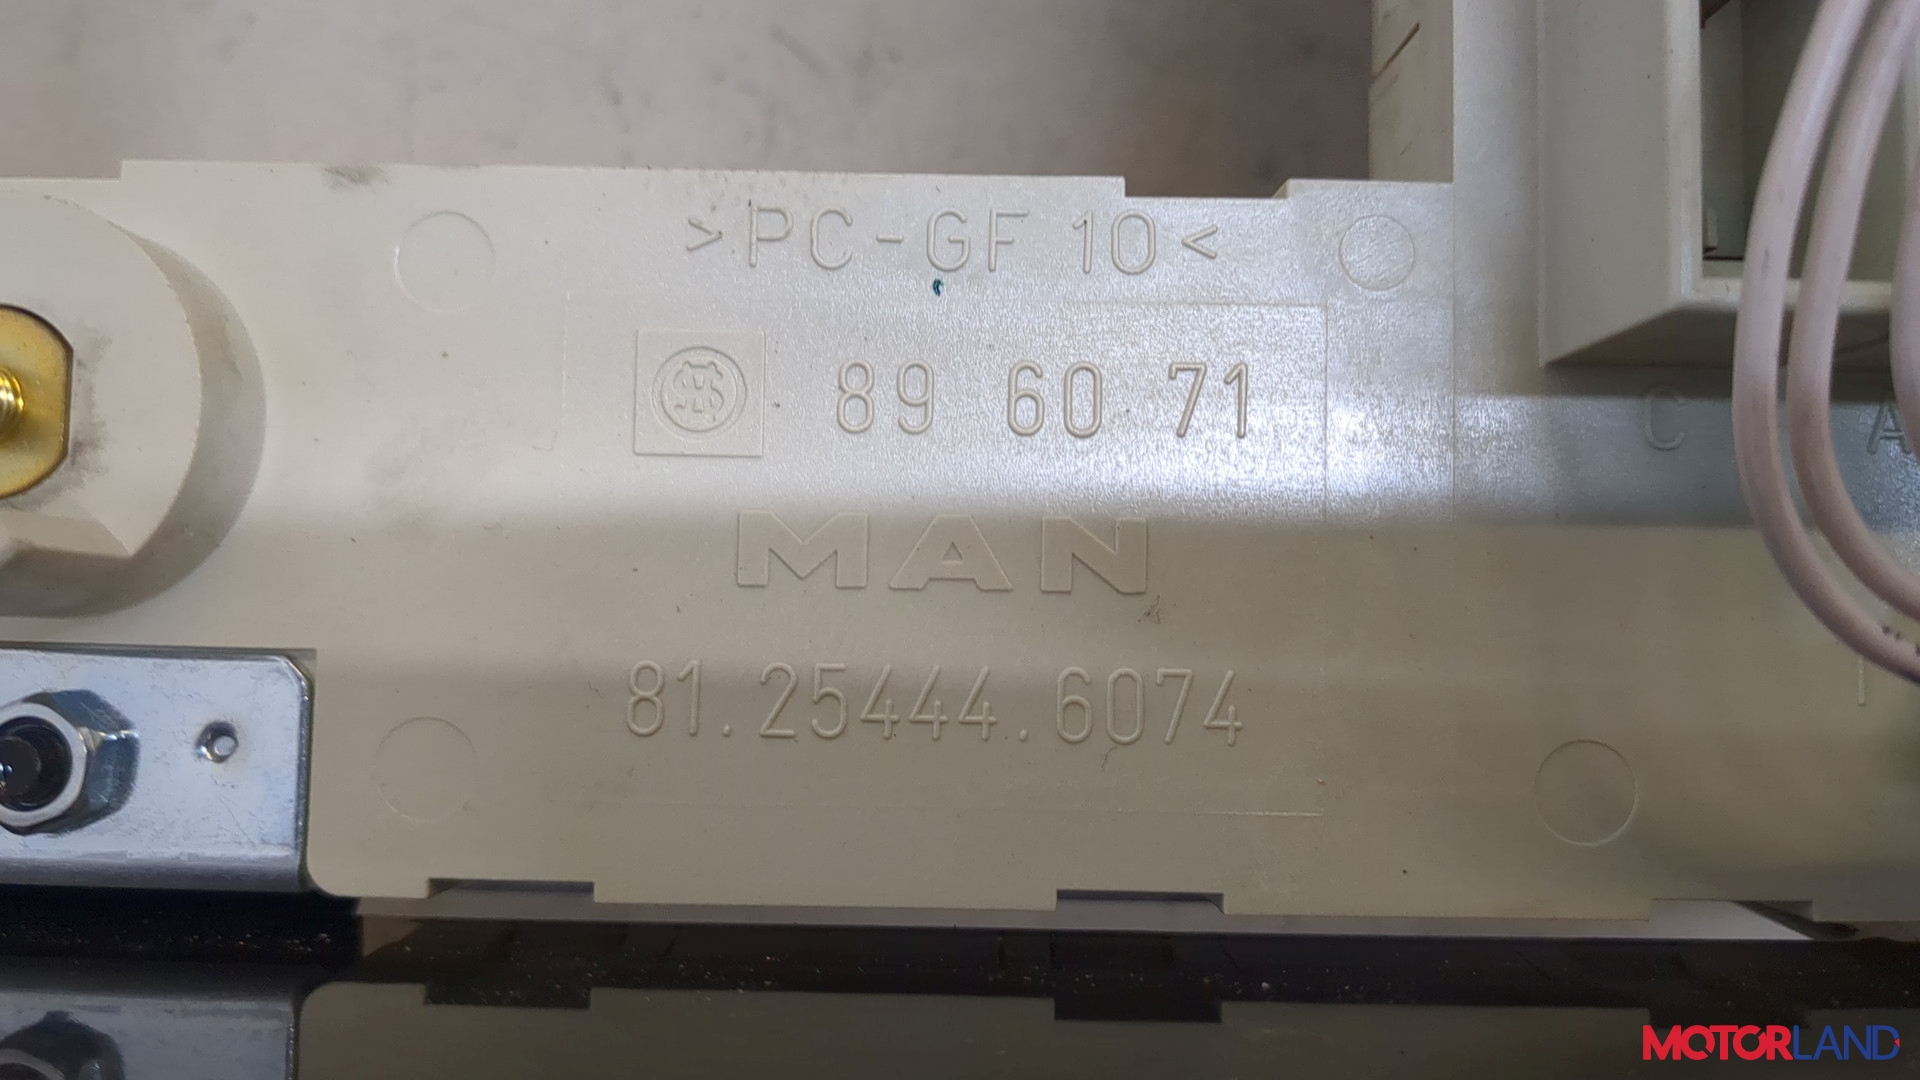 >PC-GF 10<
89 60 71
MAN
81.25444.6074
C A
MOTORLAND